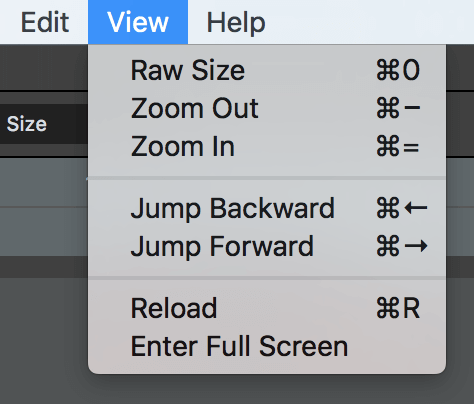 Edit View Help
Raw Size ⌘0
Size
Zoom Out ⌘−
Zoom In ⌘=
Jump Backward ⌘←
Jump Forward ⌘→
Reload ⌘R
Enter Full Screen